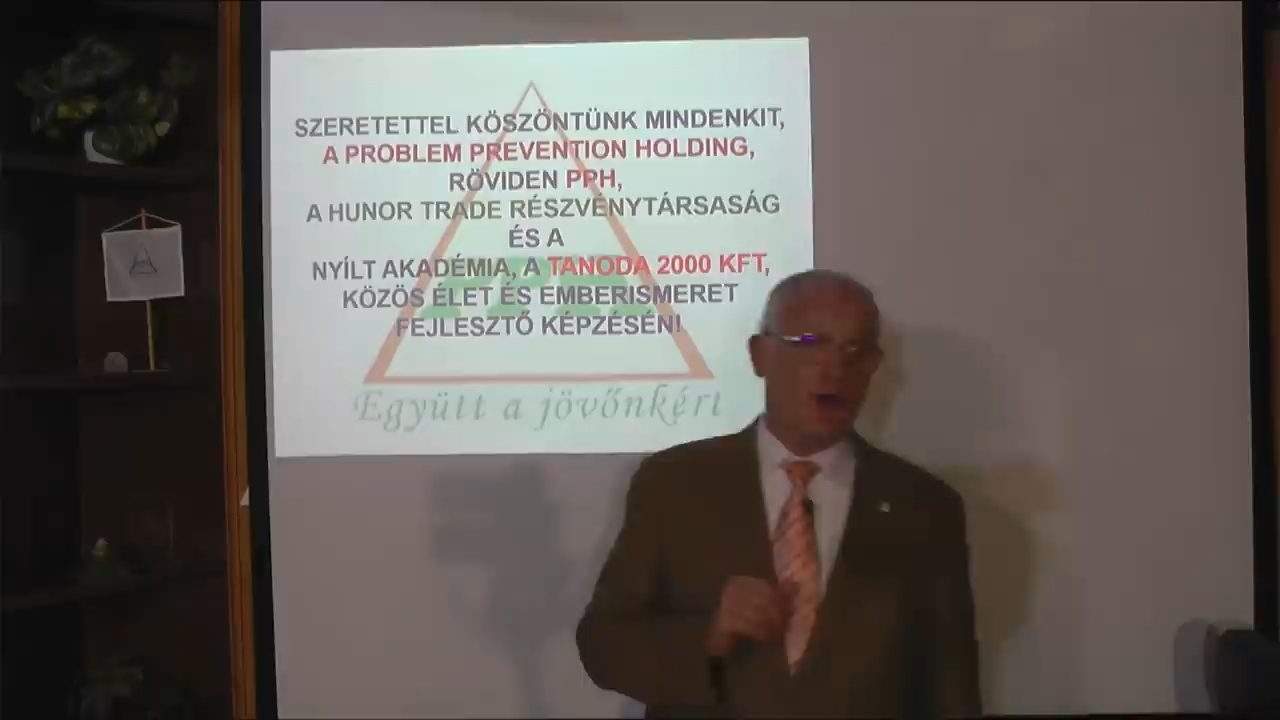 SZERETETTEL KÖSZÖNTÜNK MINDENKIT,
A PROBLEM PREVENTION HOLDING,
RÖVIDEN PPH,
A HUNOR TRADE RÉSZVÉNYTÁRSASÁG
ÉS A
NYÍLT AKADÉMIA, A TANODA 2000 KFT,
KÖZÖS ÉLET ÉS EMBERISMERET
FEJLESZTŐ KÉPZÉSÉN!
PPH
Együtt a jövőnkért